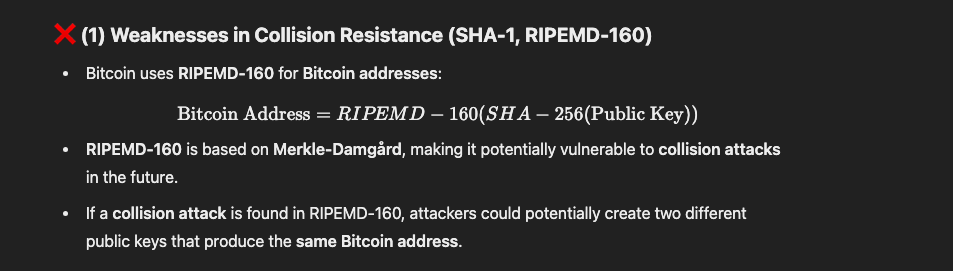 ❌ (1) Weaknesses in Collision Resistance (SHA-1, RIPEMD-160)
• Bitcoin uses RIPEMD-160 for Bitcoin addresses:
Bitcoin Address = RIPEMD − 160(SHA − 256(Public Key))
• RIPEMD-160 is based on Merkle-Damgård, making it potentially vulnerable to collision attacks
in the future.
• If a collision attack is found in RIPEMD-160, attackers could potentially create two different
public keys that produce the same Bitcoin address.